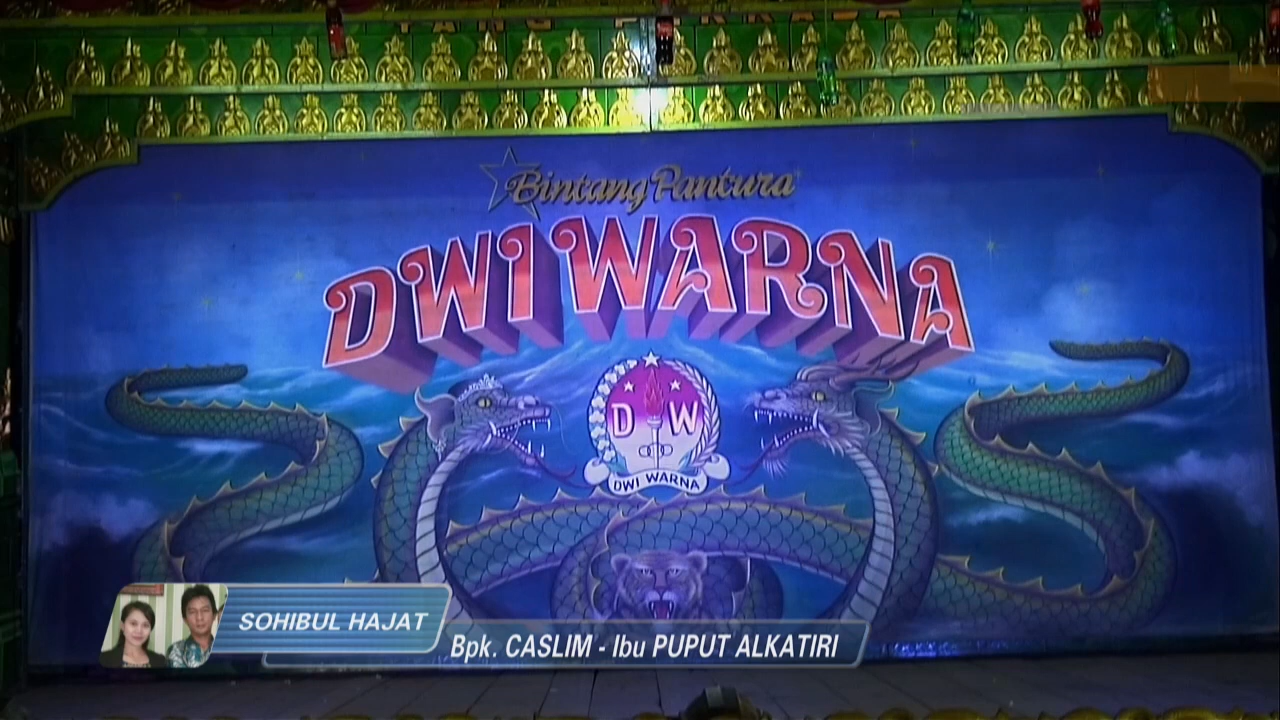 Bintang Pantura
DWI WARNA
D W
DWI WARNA
SOHIBUL HAJAT
Bpk. CASLIM - Ibu PUPUT ALKATIRI